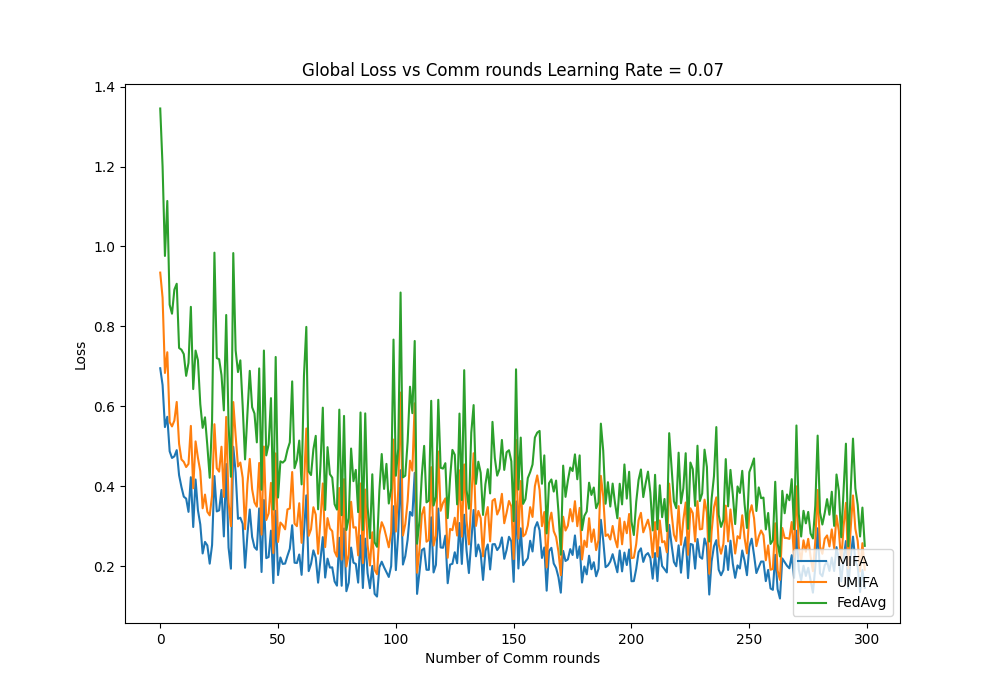 Global Loss vs Comm rounds Learning Rate = 0.07
1.4
1.2
1.0
0.8
0.6
0.4
0.2
Loss
MIFA
UMIFA
FedAvg
0 50 100 150 200 250 300
Number of Comm rounds